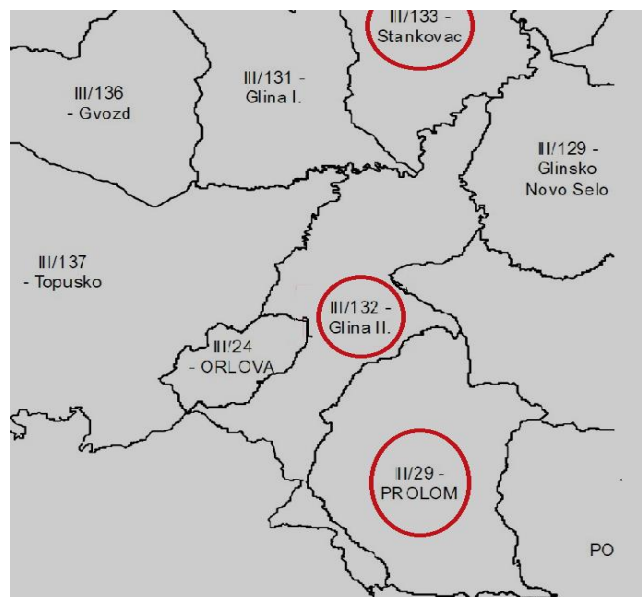 III/133 -
Stankovac
III/131 -
Glina I.
III/136
- Gvozd
III/129 -
Glinsko
Novo Selo
III/137
- Topusko
III/132 -
Glina II.
III/24
- ORLOVA
III/29 -
PROLOM
PO